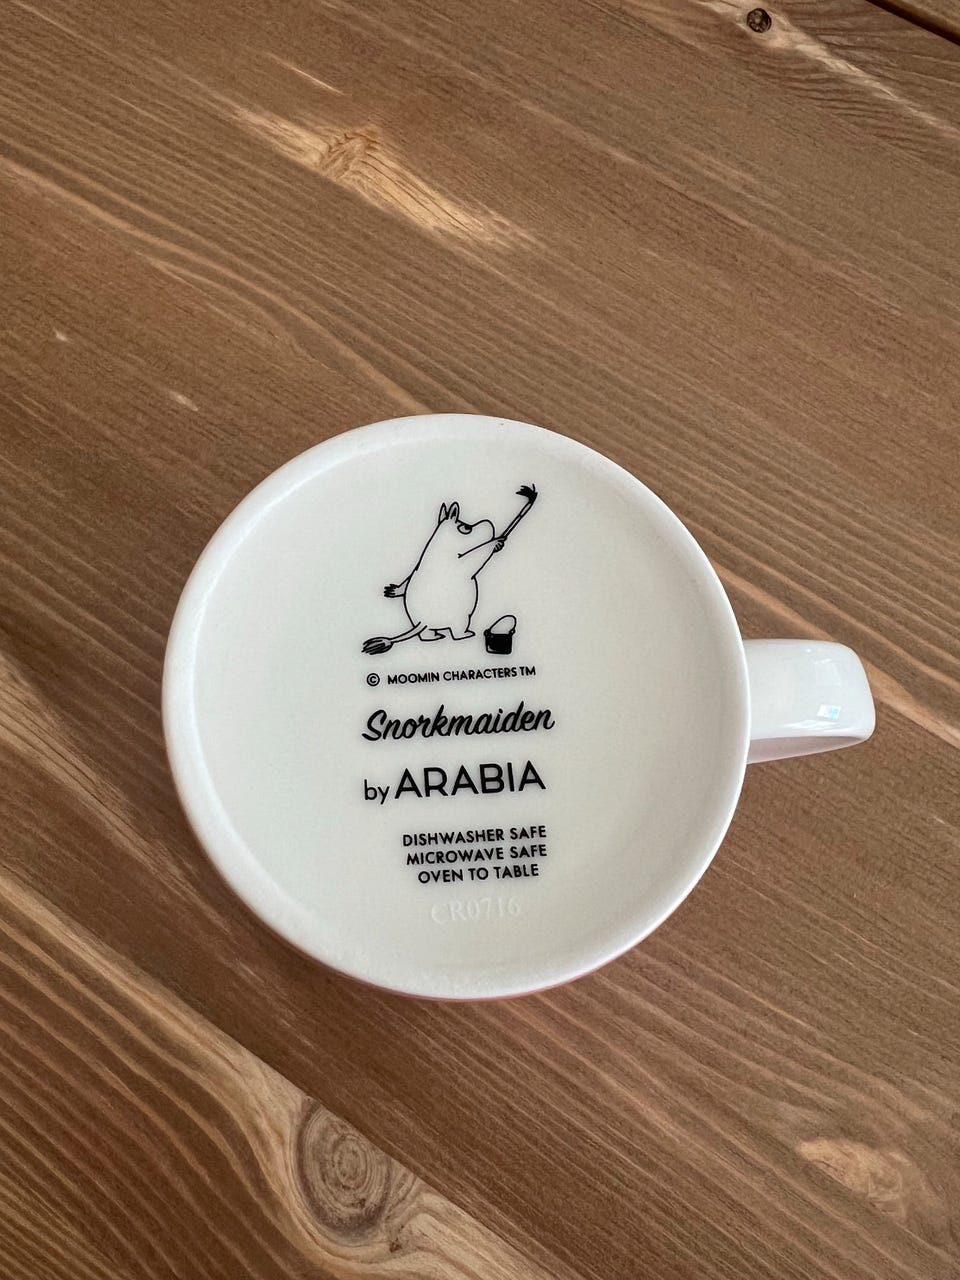 © MOOMIN CHARACTERS TM
Snorkmaiden
by ARABIA
DISHWASHER SAFE
MICROWAVE SAFE
OVEN TO TABLE
CR0716